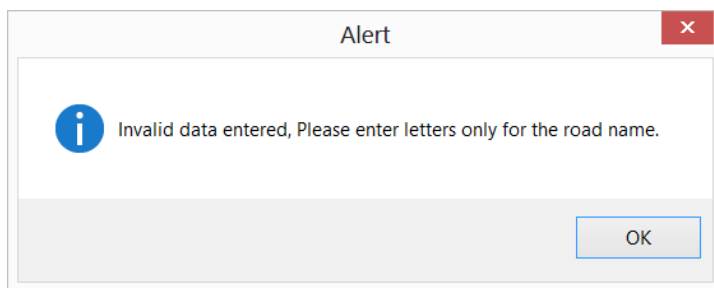 Alert
Invalid data entered, Please enter letters only for the road name.
OK